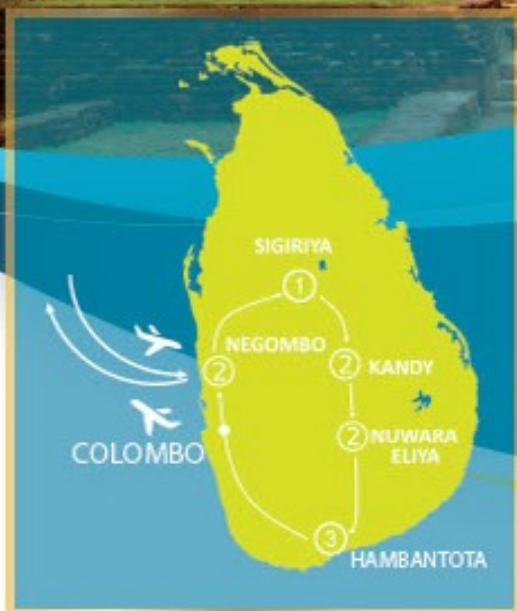 SIGIRIYA
1
NEGOMBO
2
2 KANDY
COLOMBO
2 NUWARA
ELIYA
3
HAMBANTOTA